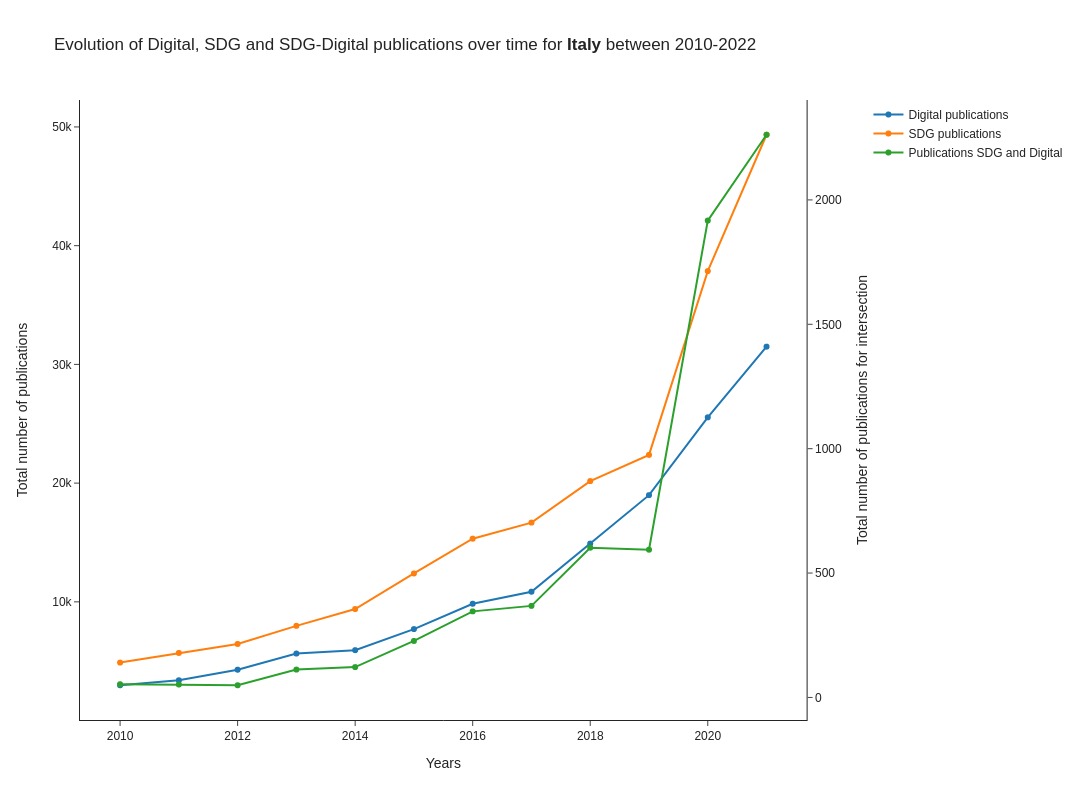 Evolution of Digital, SDG and SDG-Digital publications over time for Italy between 2010-2022
Digital publications
SDG publications
Publications SDG and Digital
Total number of publications
50k
40k
30k
20k
10k
2000
1500
1000
500
0
Total number of publications for intersection
2010
2012
2014
2016
2018
2020
Years